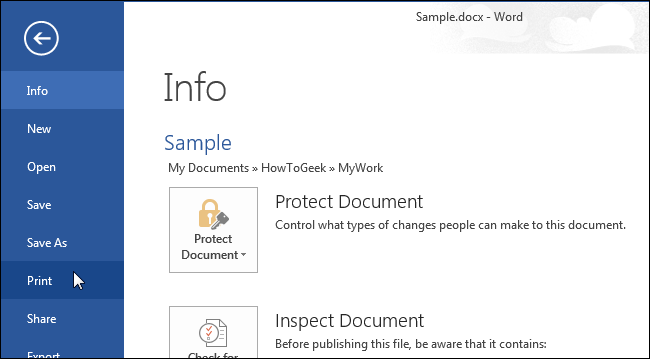 Sample.docx - Word
Info
New
Open
Save
Save As
Print
Share
Export
Info
Sample
My Documents » HowToGeek » MyWork
Protect
Document
Protect Document
Control what types of changes people can make to this document.
Check for
Inspect Document
Before publishing this file, be aware that it contains: